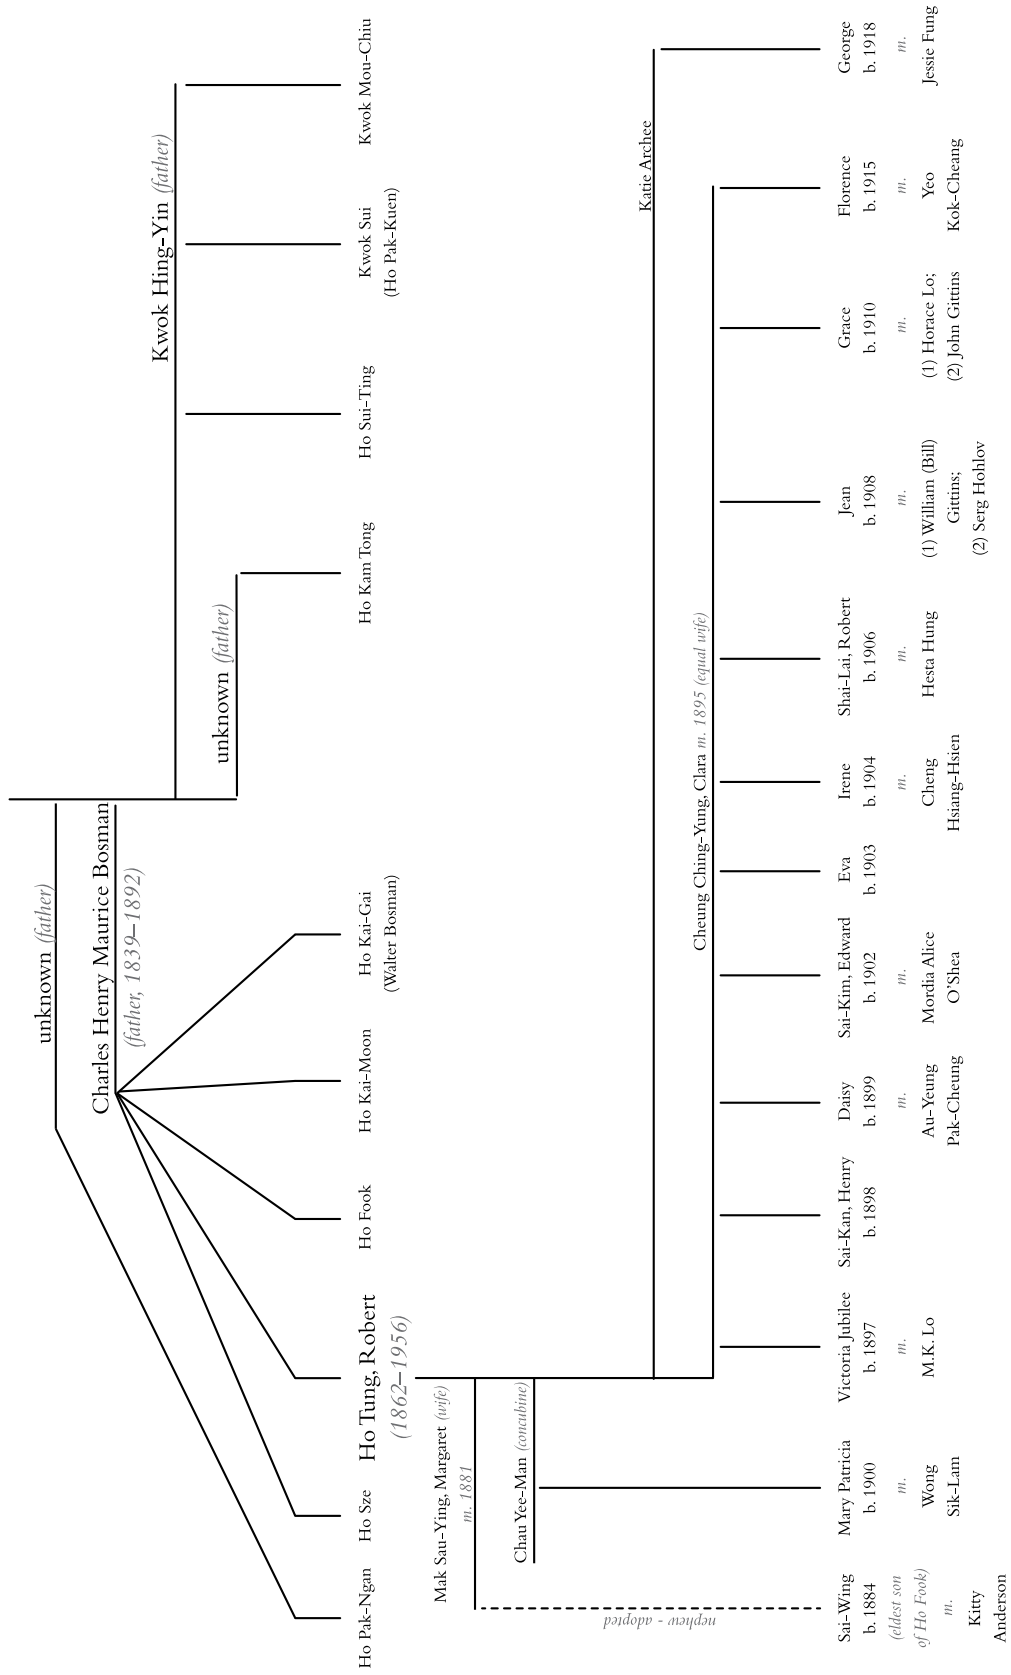 unknown (father)
Charles Henry Maurice Bosman
(father, 1839–1892)
Kwok Hing-Yin (father)
unknown (father)
Ho Pak-Ngan
Ho Sze
Ho Tung, Robert
(1862–1956)
Ho Fook
Ho Kai-Moon
Ho Kai-Gai
(Walter Bosman)
Ho Kam Tong
Ho Sui-Ting
Kwok Sui
(Ho Pak-Kuen)
Kwok Mou-Chiu
Mak Sau-Ying, Margaret (wife)
m. 1881
Chau Yee-Man (concubine)
nephew - adopted
Katie Archee
Cheung Ching-Yung, Clara m. 1895 (equal wife)
Sai-Wing
b. 1884
(eldest son
of Ho Fook)
m.
Kitty
Anderson
Mary Patricia
b. 1900
m.
Wong
Sik-Lam
Victoria Jubilee
b. 1897
m.
M.K. Lo
Sai-Kan, Henry
b. 1898
Daisy
b. 1899
m.
Au-Yeung
Pak-Cheung
Sai-Kim, Edward
b. 1902
m.
Mordia Alice
O'Shea
Eva
b. 1903
Irene
b. 1904
m.
Cheng
Hsiang-Hsien
Shai-Lai, Robert
b. 1906
m.
Hesta Hung
Jean
b. 1908
m.
(1) William (Bill)
Gittins;
(2) Serg Hohlov
Grace
b. 1910
m.
(1) Horace Lo;
(2) John Gittins
Florence
b. 1915
m.
Yeo
Kok-Cheang
George
b. 1918
m.
Jessie Fung